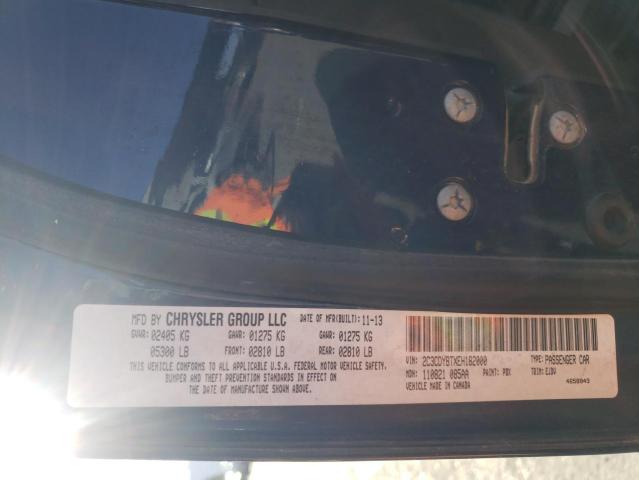 MFD BY CHRYSLER GROUP LLC DATE OF MFR(BUILT): 11-13
GVWR: 02405 KG GAWR: 01275 KG GAWR: 01275 KG
05300 LB FRONT: 02810 LB REAR: 02810 LB
THIS VEHICLE CONFORMS TO ALL APPLICABLE U.S.A. FEDERAL MOTOR VEHICLE SAFETY,
BUMPER AND THEFT PREVENTION STANDARDS IN EFFECT ON
THE DATE OF MANUFACTURE SHOWN ABOVE.
VIN: 2C3CDYBTXEH182000 TYPE: PASSENGER CAR
MDH: 110821 085AA PAINT: PBX TRIM: EJDV
VEHICLE MADE IN CANADA 4658049